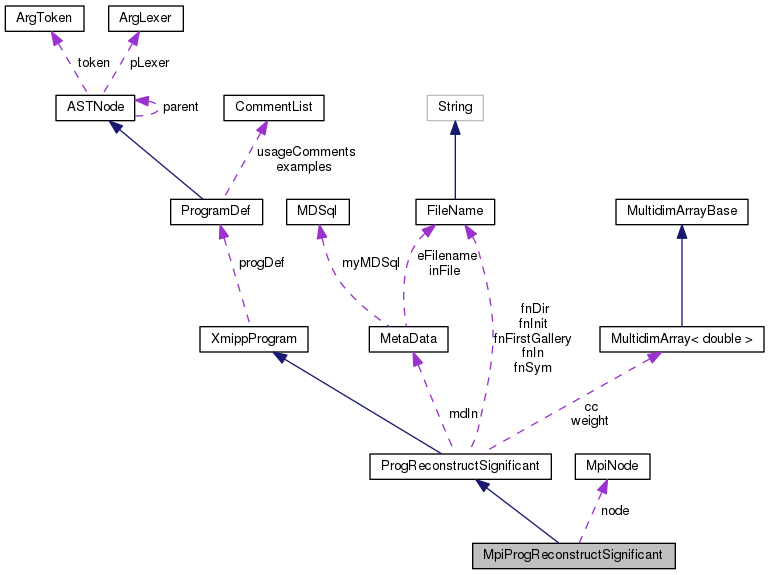 ArgToken
ArgLexer
token
pLexer
ASTNode
parent
CommentList
String
usageComments
examples
ProgramDef
MDSql
FileName
MultidimArrayBase
progDef
myMDSql
eFilename
inFile
fnDir
fnInit
fnFirstGallery
fnIn
fnSym
XmippProgram
MetaData
MultidimArray< double >
mdIn
cc
weight
ProgReconstructSignificant
MpiNode
node
MpiProgReconstructSignificant